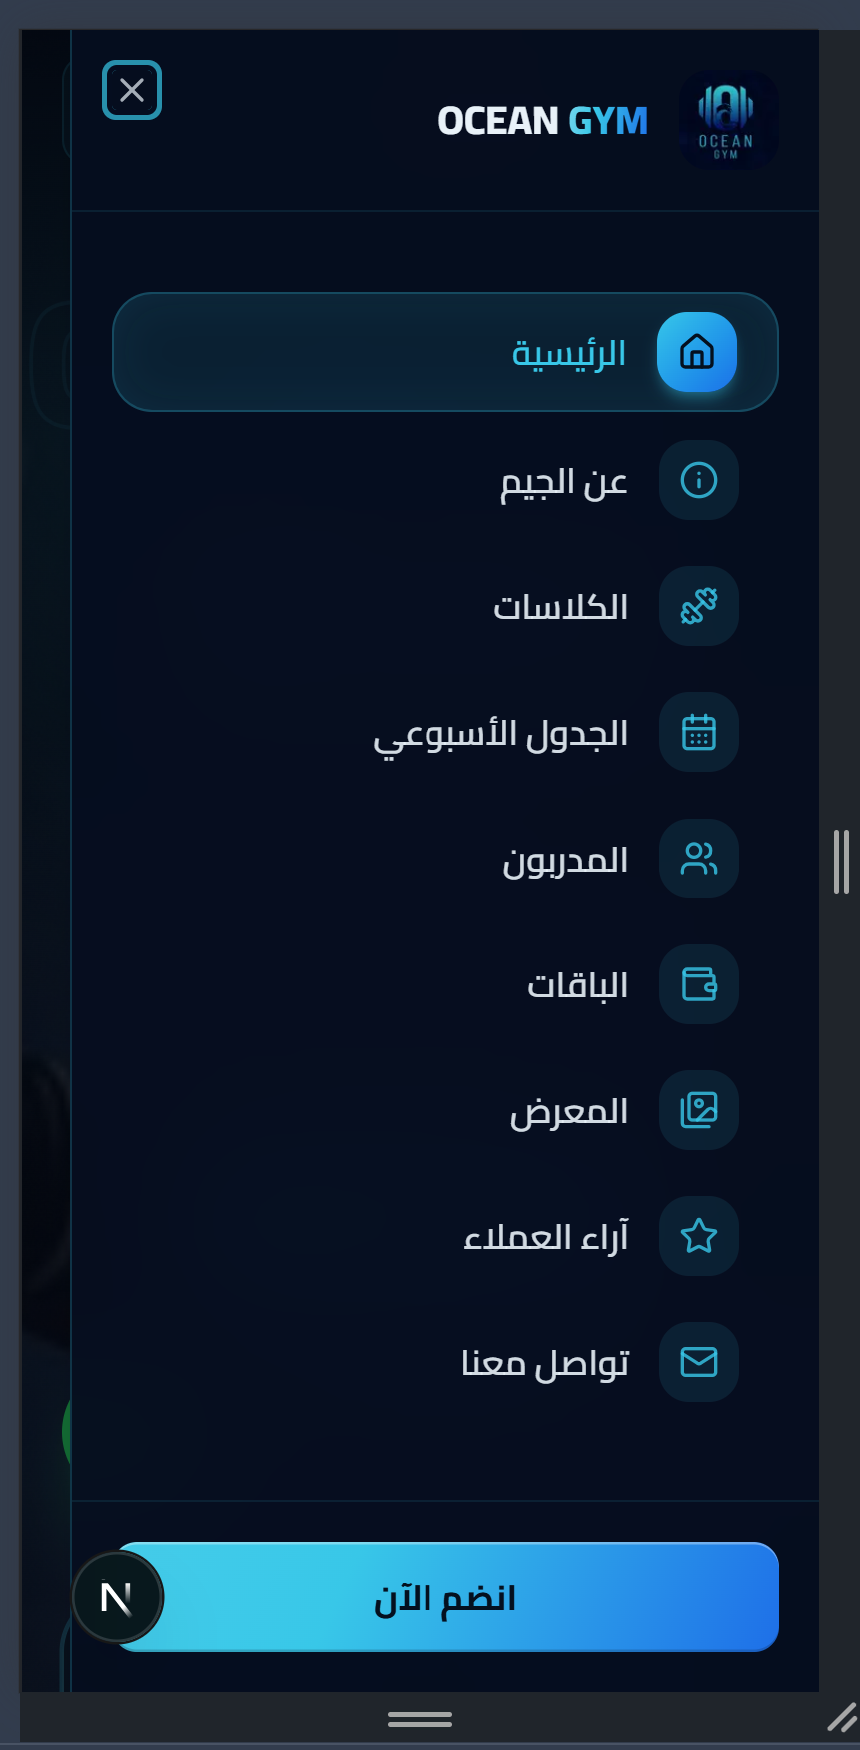 OCEAN GYM
OCEAN
GYM
الرئيسية
عن الجيم
الكلاسات
الجدول الأسبوعي
المدربون
الباقات
المعرض
آراء العملاء
تواصل معنا
انضم الآن
N